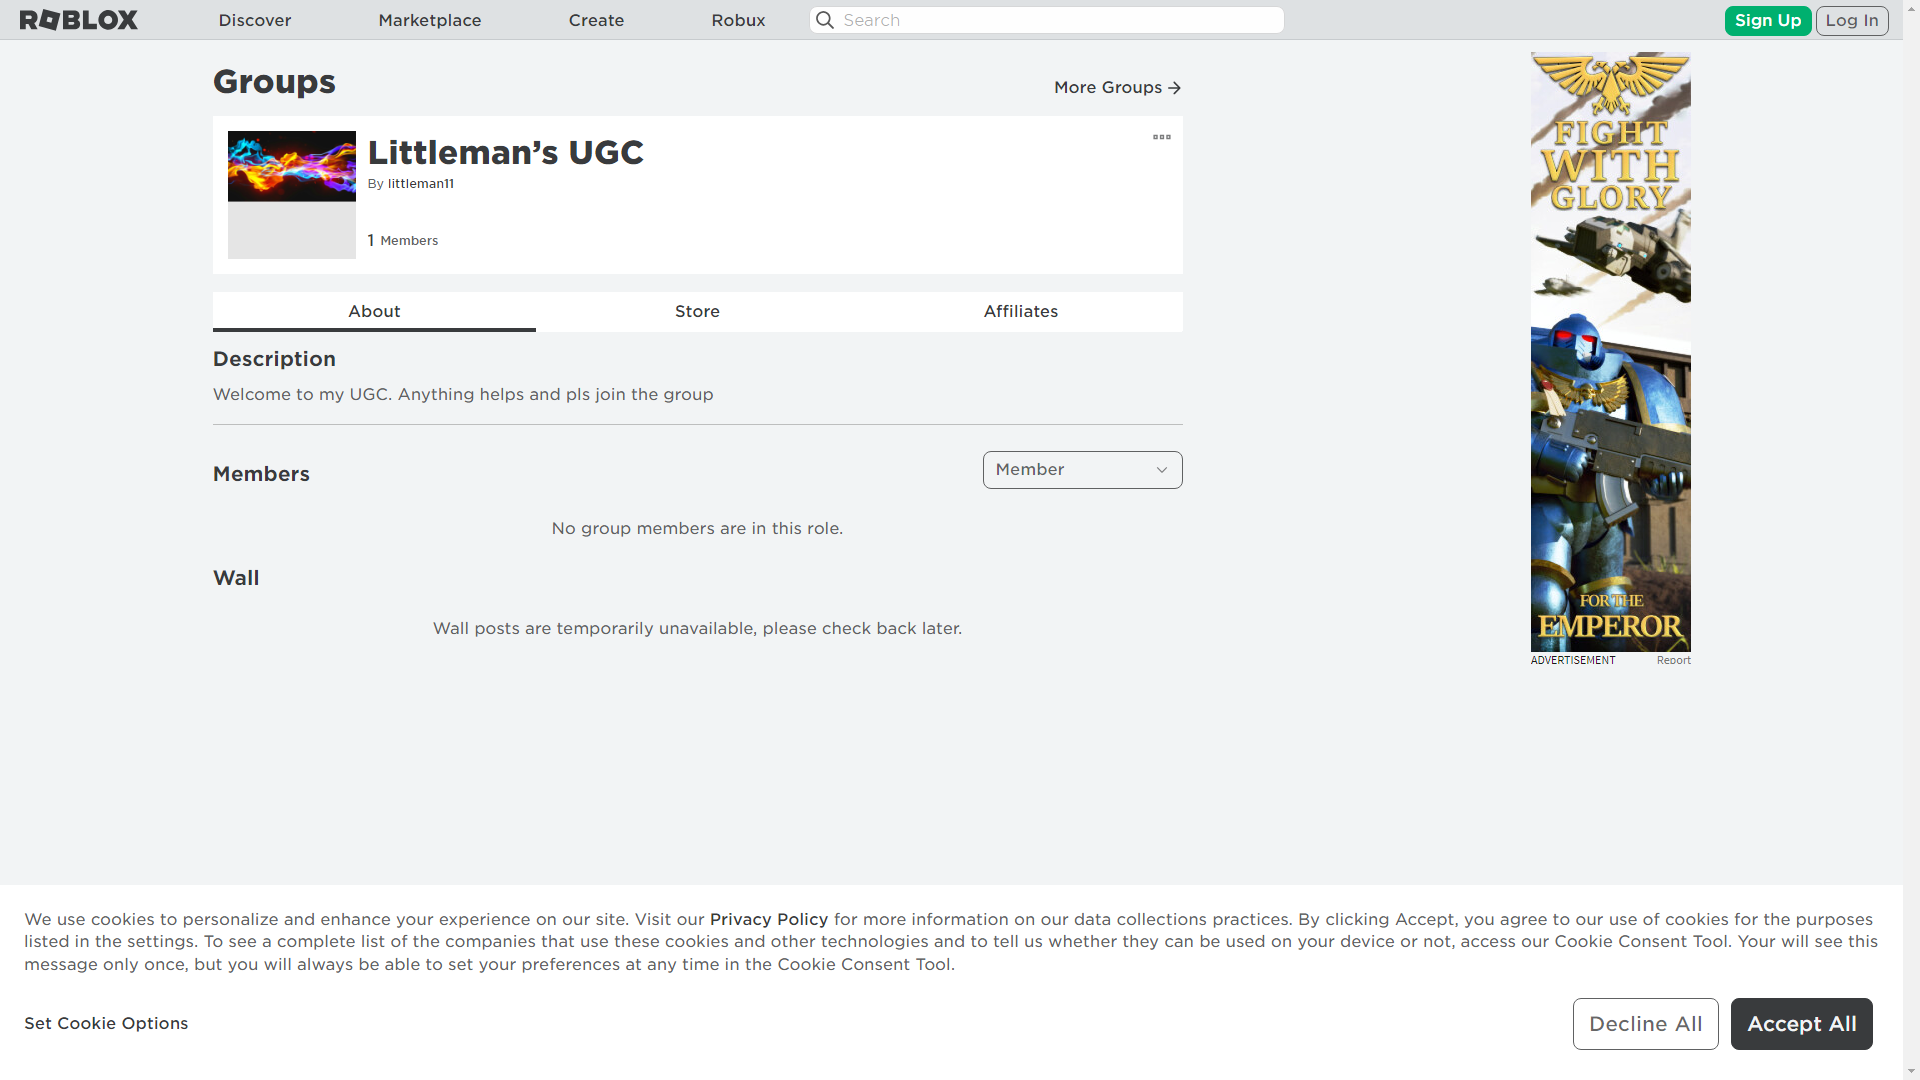 ROBLOX
Discover
Marketplace
Create
Robux
Search
Sign Up
Log In
Groups
More Groups
Littleman’s UGC
By littleman11
1 Members
About
Store
Affiliates
Description
Welcome to my UGC. Anything helps and pls join the group
Members
Member
No group members are in this role.
Wall
Wall posts are temporarily unavailable, please check back later.
FIGHT
WITH
GLORY
FOR THE
EMPEROR
ADVERTISEMENT
Report
We use cookies to personalize and enhance your experience on our site. Visit our Privacy Policy for more information on our data collections practices. By clicking Accept, you agree to our use of cookies for the purposes
listed in the settings. To see a complete list of the companies that use these cookies and other technologies and to tell us whether they can be used on your device or not, access our Cookie Consent Tool. Your will see this
message only once, but you will always be able to set your preferences at any time in the Cookie Consent Tool.
Set Cookie Options
Decline All
Accept All